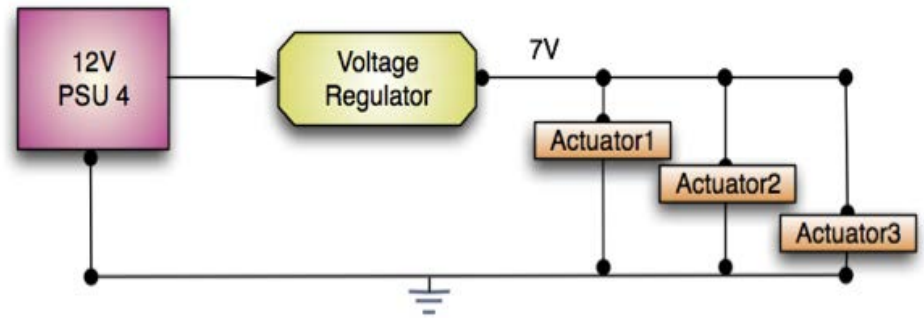 12V
PSU 4
Voltage
Regulator
7V
Actuator1
Actuator2
Actuator3